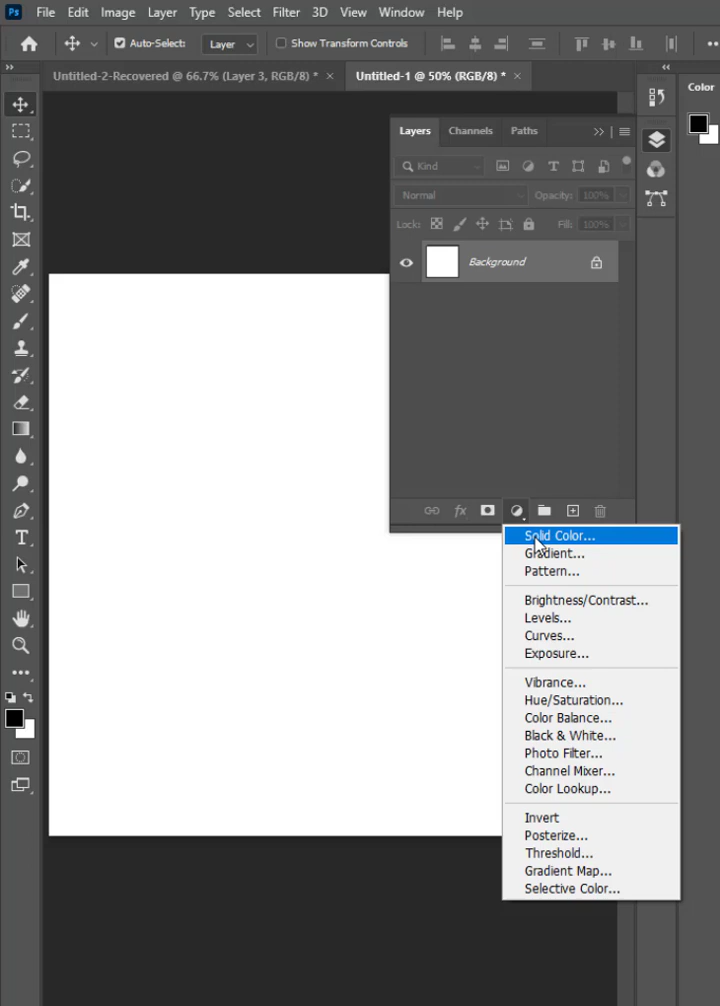 Ps File Edit Image Layer Type Select Filter 3D View Window Help
Auto-Select: Layer Show Transform Controls
Untitled-2-Recovered @ 66.7% (Layer 3, RGB/8) * × Untitled-1 @ 50% (RGB/8) * ×
Color
Layers Channels Paths
Kind
Normal Opacity: 100%
Lock: Fill: 100%
Background
fx
Solid Color...
Gradient...
Pattern...
Brightness/Contrast...
Levels...
Curves...
Exposure...
Vibrance...
Hue/Saturation...
Color Balance...
Black & White...
Photo Filter...
Channel Mixer...
Color Lookup...
Invert
Posterize...
Threshold...
Gradient Map...
Selective Color...